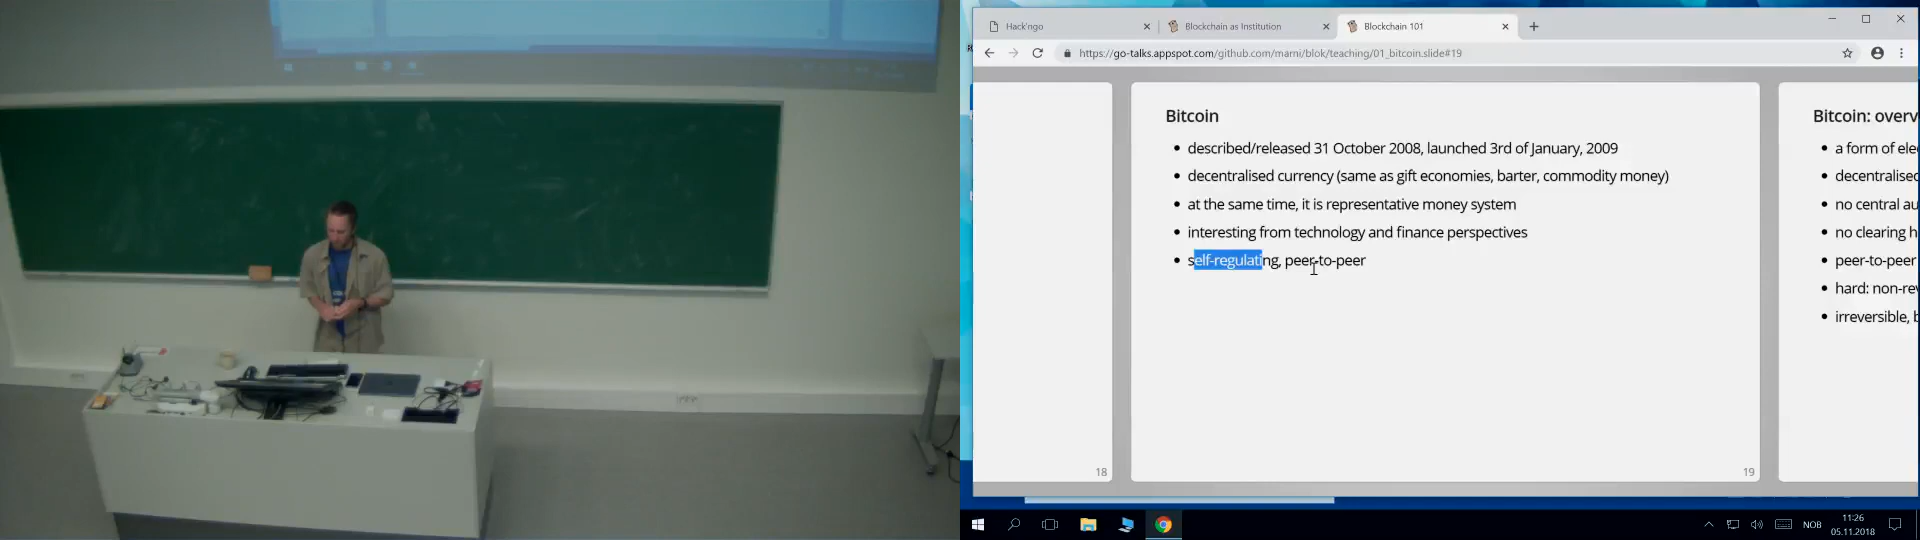 Hack'ngo
Blockchain as Institution
Blockchain 101
https://go-talks.appspot.com/github.com/mami/blok/teaching/01_bitcoin.slide#19
Bitcoin
described/released 31 October 2008, launched 3rd of January, 2009
decentralised currency (same as gift economies, barter, commodity money)
at the same time, it is representative money system
interesting from technology and finance perspectives
self-regulating, peer-to-peer
18
19
Bitcoin: overv
a form of ele
decentralised
no central au
no clearing h
peer-to-peer
hard: non-rev
irreversible, b
NOB
11:26
05.11.2018